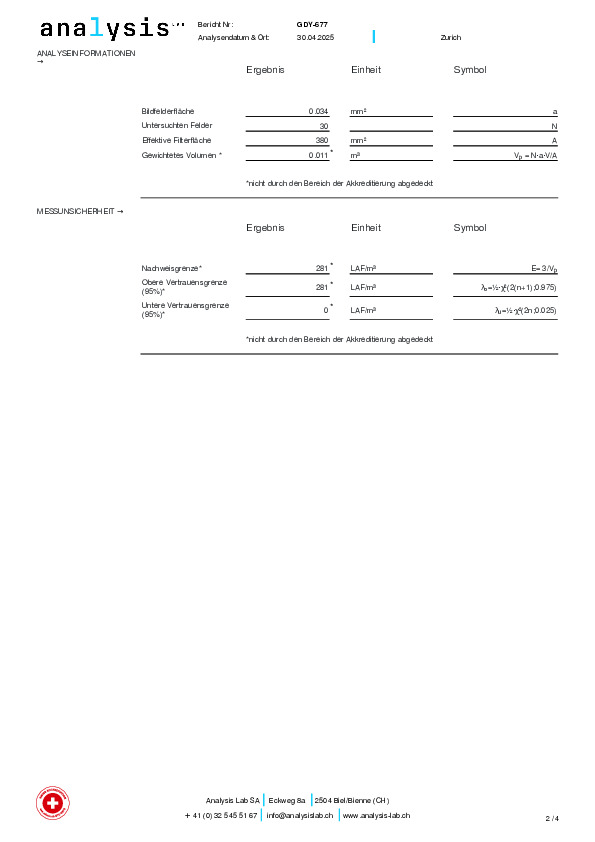 analysis
Bericht Nr: GDY-677
Analysendatum & Ort: 30.04.2025 Zürich
ANALYSEINFORMATIONEN
→
Ergebnis Einheit Symbol
Bildfelderfläche 0.034 mm² a
Untersuchten Felder 30 N
Effektive Filterfläche 380 mm² A
Gewichtetes Volumen * 0.011 * m³ Vp = N·a·V/A
*nicht durch den Bereich der Akkreditierung abgedeckt
MESSUNSICHERHEIT →
Ergebnis Einheit Symbol
Nachweisgrenze* 281 * LAF/m³ E= 3/Vp
Obere Vertrauensgrenze
(95%)* 281 * LAF/m³ λo=½·χ²(2(n+1);0.975)
Untere Vertrauensgrenze
(95%)* 0 * LAF/m³ λu=½·χ²(2n;0.025)
*nicht durch den Bereich der Akkreditierung abgedeckt
Analysis Lab SA Eckweg 8a 2504 Biel/Bienne (CH)
+ 41 (0) 32 545 51 67 info@analysislab.ch www.analysis-lab.ch
2 / 4